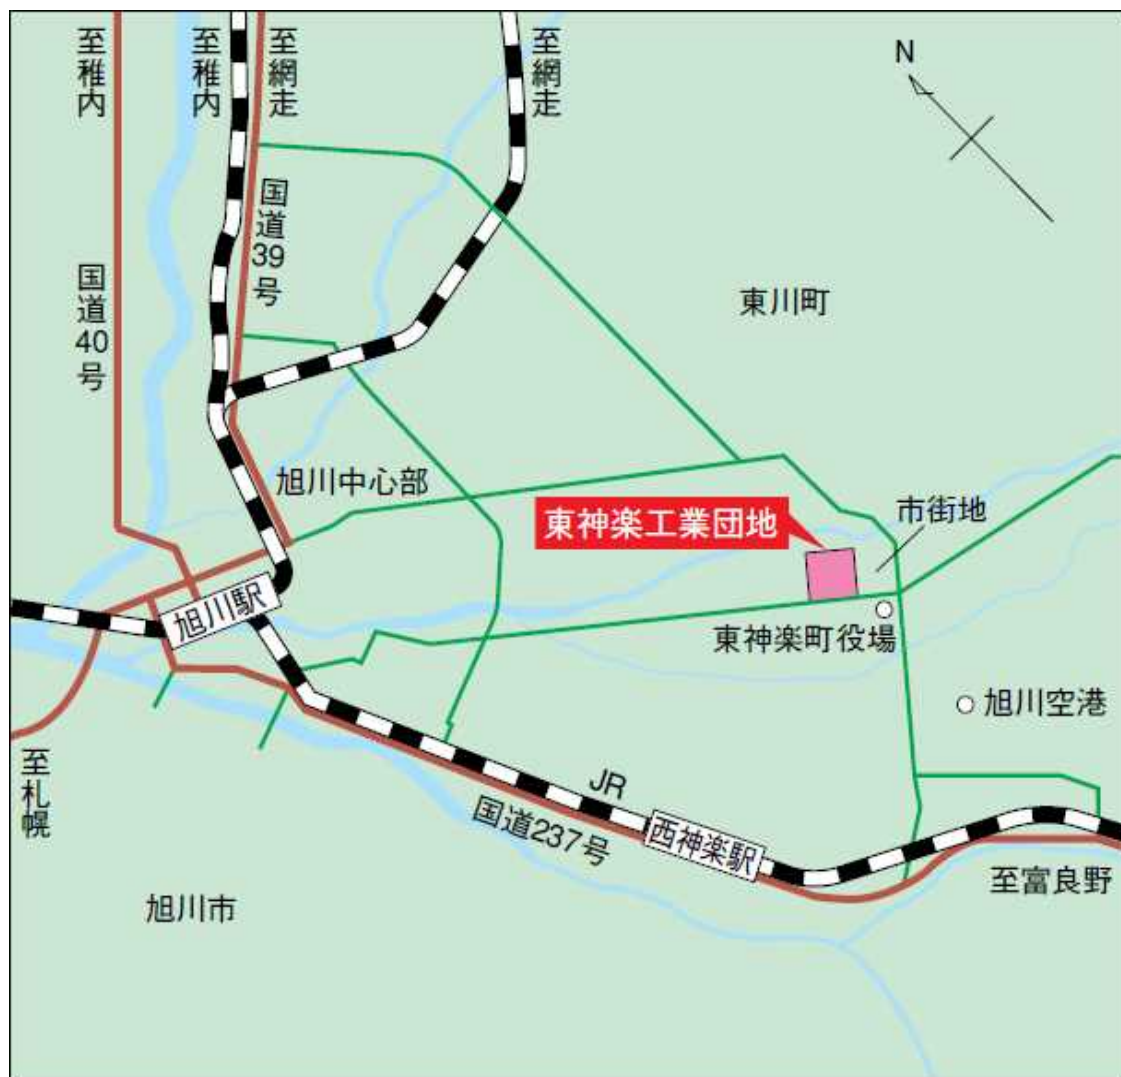 至稚内
至稚内
至網走
至網走
N
国道39号
国道40号
東川町
旭川中心部
東神楽工業団地
市街地
旭川駅
東神楽町役場
旭川空港
至札幌
JR
国道237号
西神楽駅
至富良野
旭川市